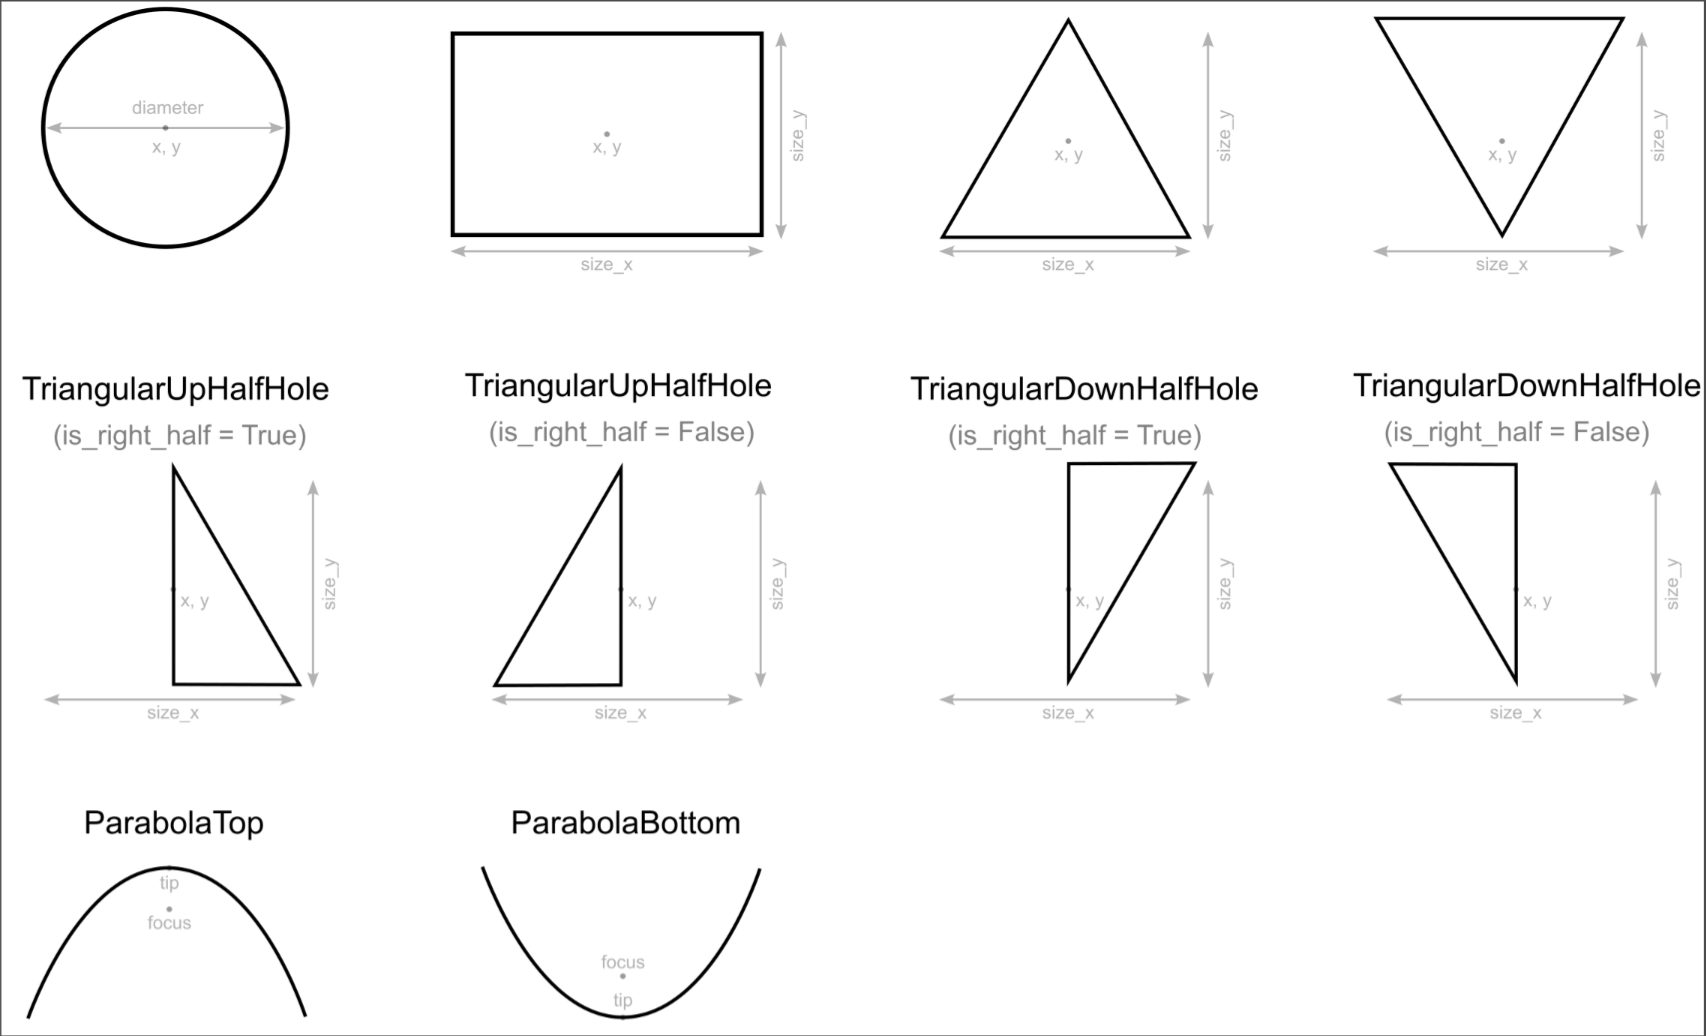 diameter
x, y
x, y
size_y
size_x
x, y
size_y
size_x
x, y
size_y
size_x
TriangularUpHalfHole
(is_right_half = True)
x, y
size_y
size_x
TriangularUpHalfHole
(is_right_half = False)
x, y
size_y
size_x
TriangularDownHalfHole
(is_right_half = True)
x, y
size_y
size_x
TriangularDownHalfHole
(is_right_half = False)
x, y
size_y
size_x
ParabolaTop
tip
focus
ParabolaBottom
focus
tip